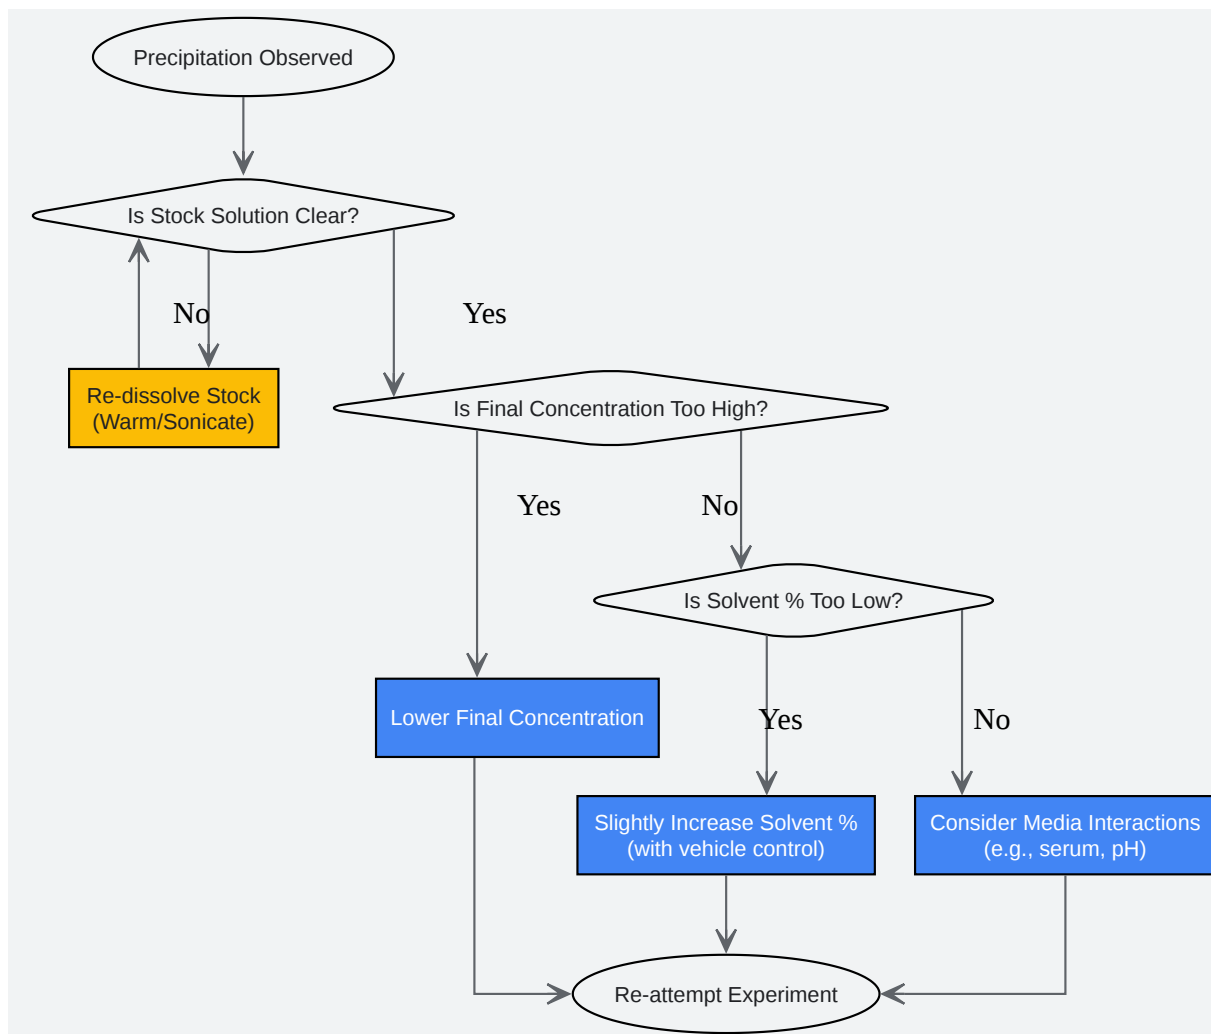 Precipitation Observed
Is Stock Solution Clear?
No
Yes
Re-dissolve Stock
(Warm/Sonicate)
Is Final Concentration Too High?
Yes
No
Is Solvent % Too Low?
Lower Final Concentration
Yes
No
Slightly Increase Solvent %
(with vehicle control)
Consider Media Interactions
(e.g., serum, pH)
Re-attempt Experiment